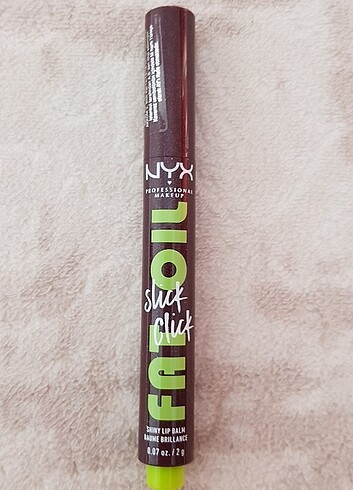 NYX
PROFESSIONAL
MAKEUP
FAT OIL
slick
click
SHINY LIP BALM
BAUME BRILLANCE
0.07 oz. / 2 g